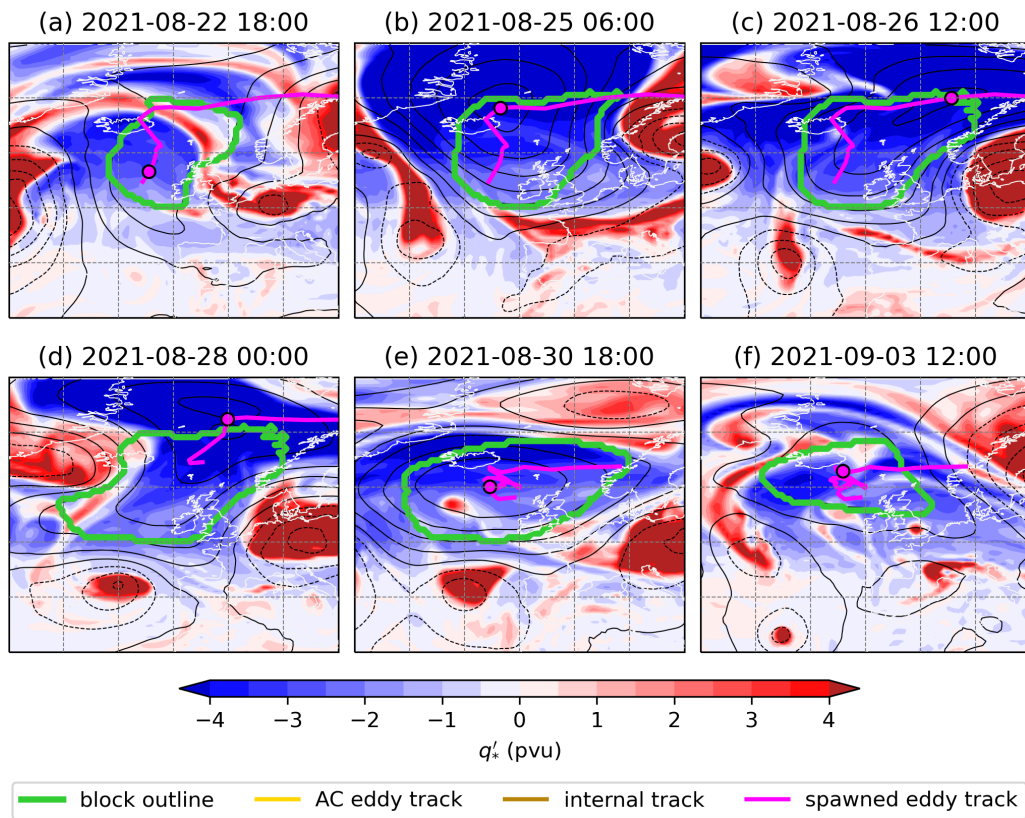 (a) 2021-08-22 18:00
(b) 2021-08-25 06:00
(c) 2021-08-26 12:00
(d) 2021-08-28 00:00
(e) 2021-08-30 18:00
(f) 2021-09-03 12:00
−4 −3 −2 −1 0 1 2 3 4
q′* (pvu)
block outline AC eddy track internal track spawned eddy track